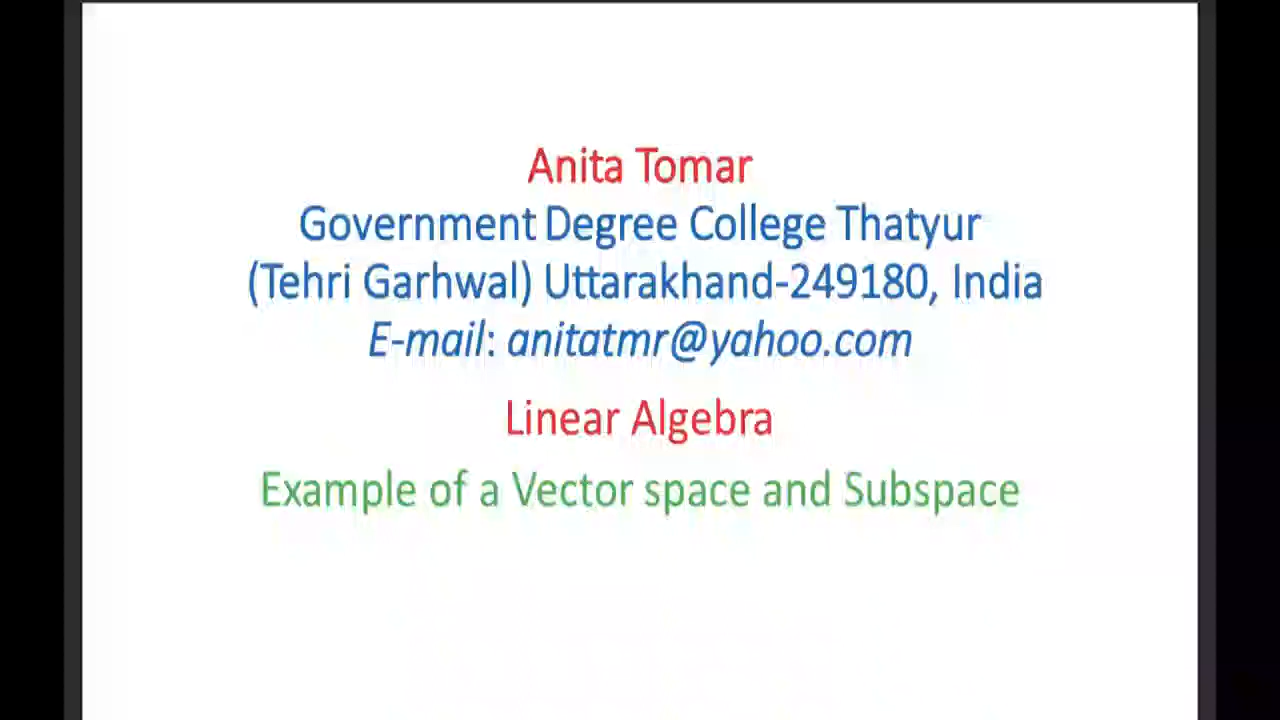 Anita Tomar
Government Degree College Thatyur
(Tehri Garhwal) Uttarakhand-249180, India
E-mail: anitatmr@yahoo.com
Linear Algebra
Example of a Vector space and Subspace